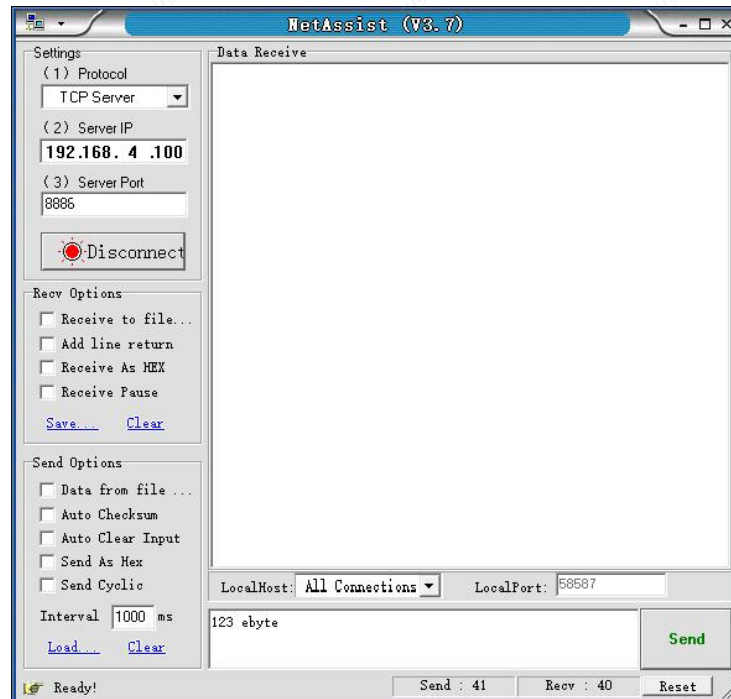 NetAssist (V3.7)
Settings
(1) Protocol
TCP Server
(2) Server IP
192.168. 4 .100
(3) Server Port
8886
Disconnect
Recv Options
Receive to file...
Add line return
Receive As HEX
Receive Pause
Save... Clear
Send Options
Data from file ...
Auto Checksum
Auto Clear Input
Send As Hex
Send Cyclic
Interval 1000 ms
Load... Clear
Data Receive
LocalHost: All Connections LocalPort: 58587
123 ebyte
Send
Ready! Send : 41 Recv : 40 Reset